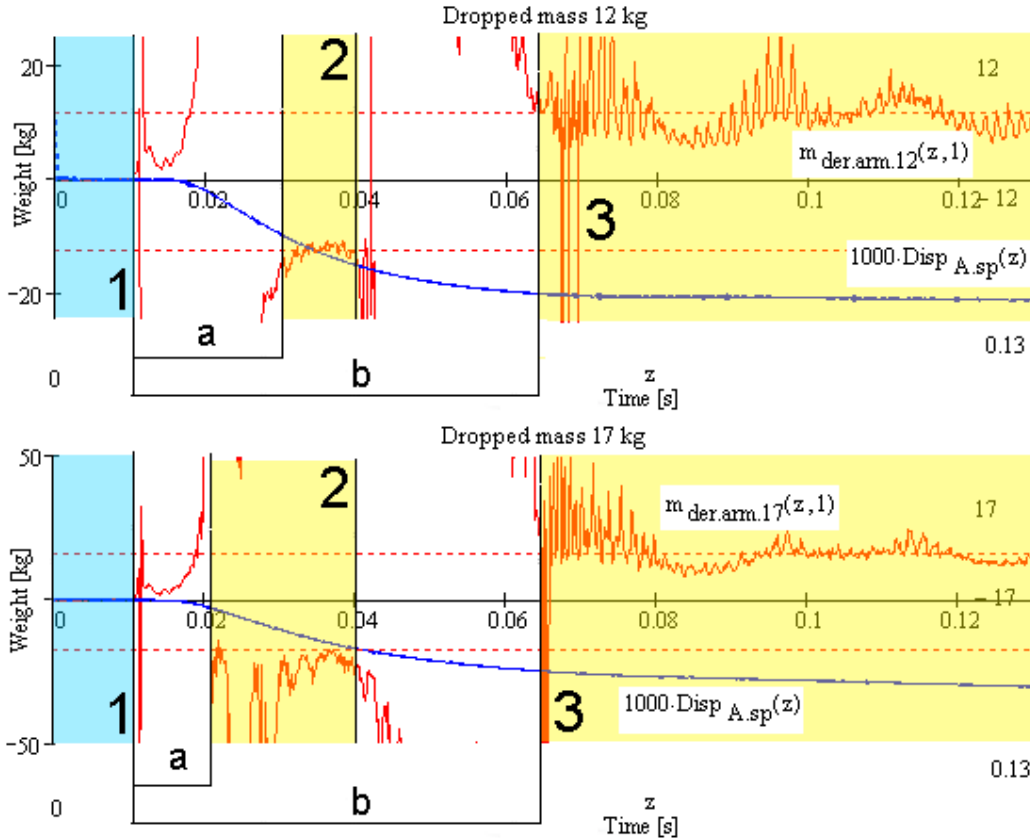 Dropped mass 12 kg
Weight [kg]
20
−20
1
2
3
12
m der.arm.12(z,1)
0
0.02
0.04
0.06
0.08
0.1
0.12
−12
1000·Disp A.sp(z)
a
b
0
0.13
z
Time [s]
Dropped mass 17 kg
Weight [kg]
50
−50
1
2
3
m der.arm.17(z,1)
17
0
0.02
0.04
0.06
0.08
0.1
0.12
−17
1000·Disp A.sp(z)
a
b
0
0.13
z
Time [s]